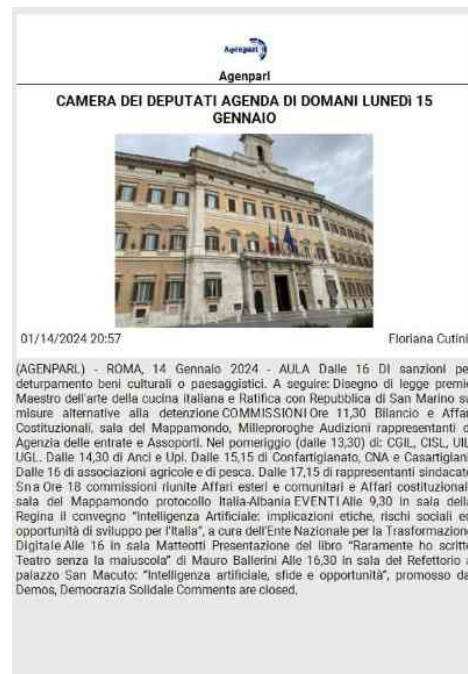 Agenparl
Agenparl
CAMERA DEI DEPUTATI AGENDA DI DOMANI LUNEDì 15
GENNAIO
01/14/2024 20:57
Floriana Cutini
(AGENPARL) - ROMA, 14 Gennaio 2024 - AULA Dalle 16 Dl sanzioni pe
deturpamento beni culturali o paesaggistici. A seguire: Disegno di legge premio
Maestro dell'arte della cucina italiana e Ratifica con Repubblica di San Marino su
misure alternative alla detenzione COMMISSIONI Ore 11,30 Bilancio e Affar
Costituzionali, sala del Mappamondo, Milleproroghe Audizioni rappresentanti d
Agenzia delle entrate e Assoporti. Nel pomeriggio (dalle 13,30) di: CGIL, CISL, UIL
UGL. Dalle 14,30 di Anci e Upi. Dalle 15,15 di Confartigianato, CNA e Casartigiani
Dalle 16 di associazioni agricole e di pesca. Dalle 17,15 di rappresentanti sindacato
Sna Ore 18 commissioni riunite Affari esteri e comunitari e Affari costituzionali
sala del Mappamondo protocollo Italia-Albania EVENTI Alle 9,30 in sala della
Regina il convegno "Intelligenza Artificiale: implicazioni etiche, rischi sociali ed
opportunità di sviluppo per l'Italia", a cura dell'Ente Nazionale per la Trasformazione
Digitale Alle 16 in sala Matteotti Presentazione del libro "Raramente ho scritto
Teatro senza la maiuscola" di Mauro Ballerini Alle 16,30 in sala del Refettorio a
palazzo San Macuto: "Intelligenza artificiale, sfide e opportunità", promosso da
Demos, Democrazia Solidale Comments are closed.